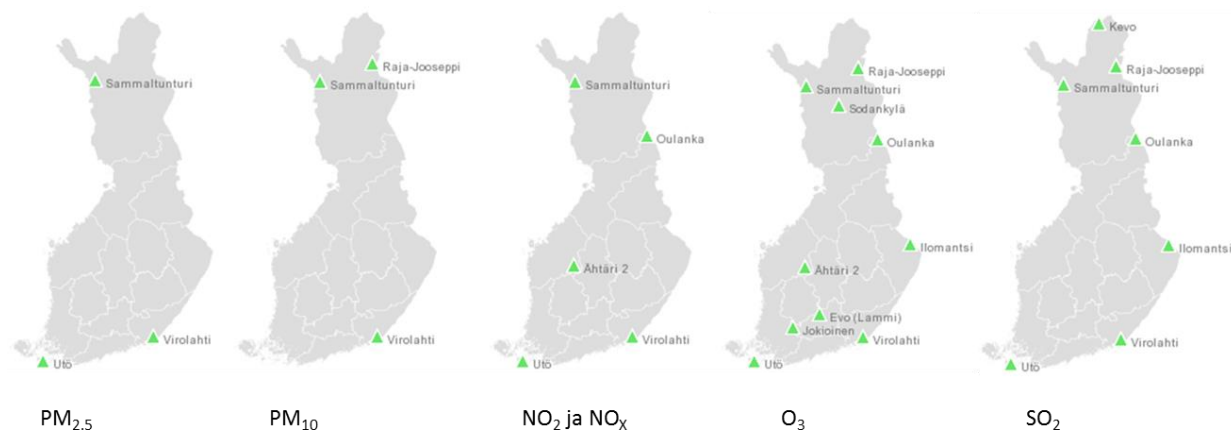 Sammaltunturi
Virolahti
Utö
PM2.5
Raja-Jooseppi
Sammaltunturi
Virolahti
PM10
Sammaltunturi
Oulanka
Ähtäri 2
Virolahti
Utö
NO2 ja NOX
Raja-Jooseppi
Sammaltunturi
Sodankylä
Oulanka
Ilomantsi
Ähtäri 2
Evo (Lammi)
Jokioinen
Virolahti
Utö
O3
Kevo
Raja-Jooseppi
Sammaltunturi
Oulanka
Ilomantsi
Virolahti
Utö
SO2